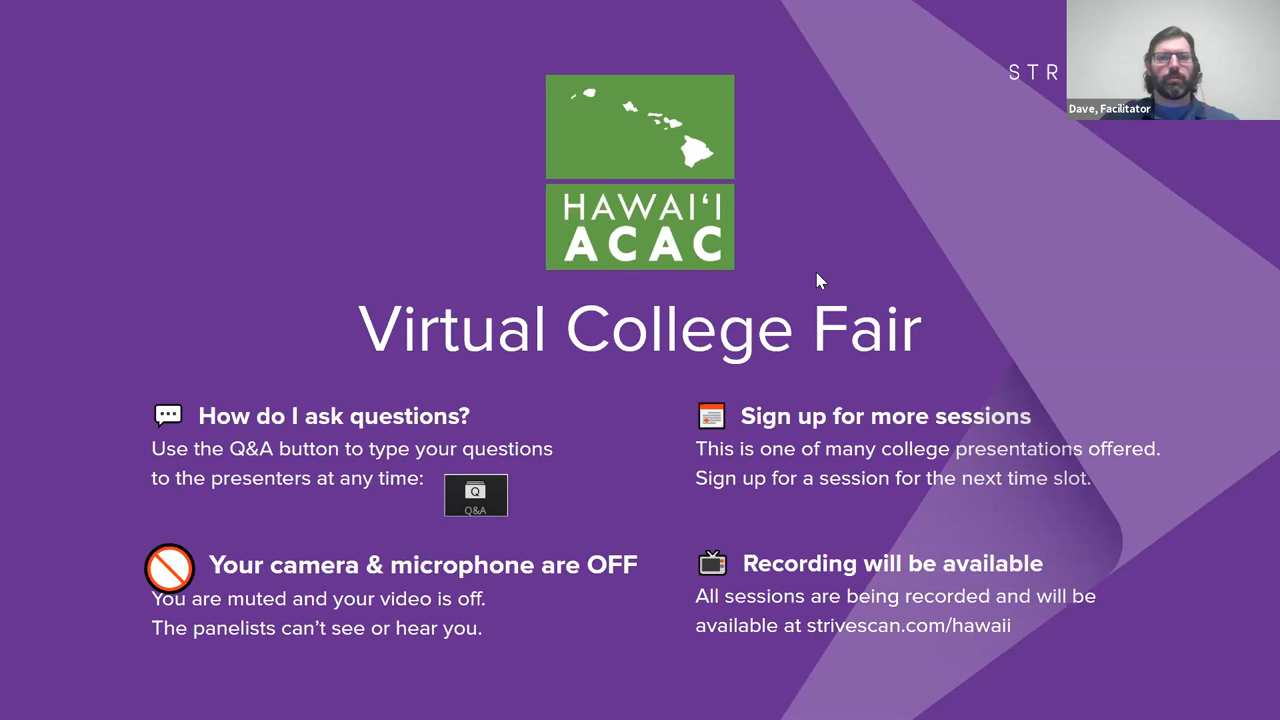 STR
Dave, Facilitator
HAWAIʻI
ACAC
Virtual College Fair
How do I ask questions?
Use the Q&A button to type your questions
to the presenters at any time:
Q
Q&A
Sign up for more sessions
This is one of many college presentations offered.
Sign up for a session for the next time slot.
Your camera & microphone are OFF
You are muted and your video is off.
The panelists can’t see or hear you.
Recording will be available
All sessions are being recorded and will be
available at strivescan.com/hawaii